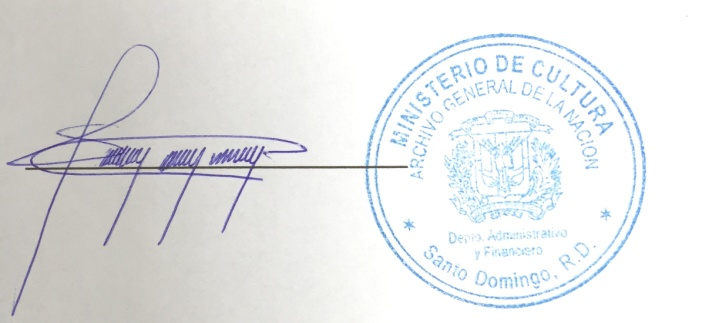 MINISTERIO DE CULTURA
ARCHIVO GENERAL DE LA NACION
Depto. Administrativo
y Financiero
Santo Domingo, R.D.